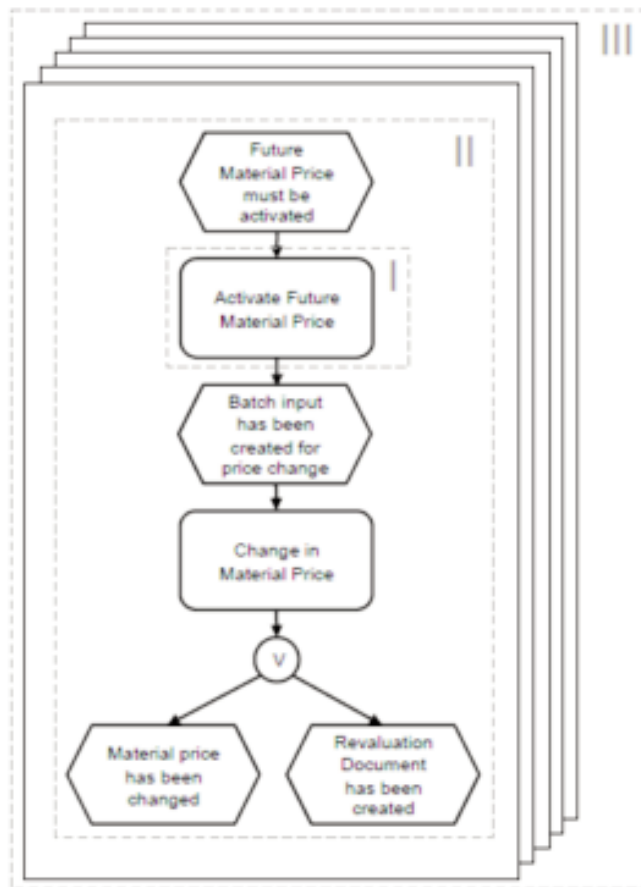 III
II
Future
Material Price
must be
activated
I
Activate Future
Material Price
Batch input
has been
created for
price change
Change in
Material Price
V
Material price
has been
changed
Revaluation
Document
has been
created